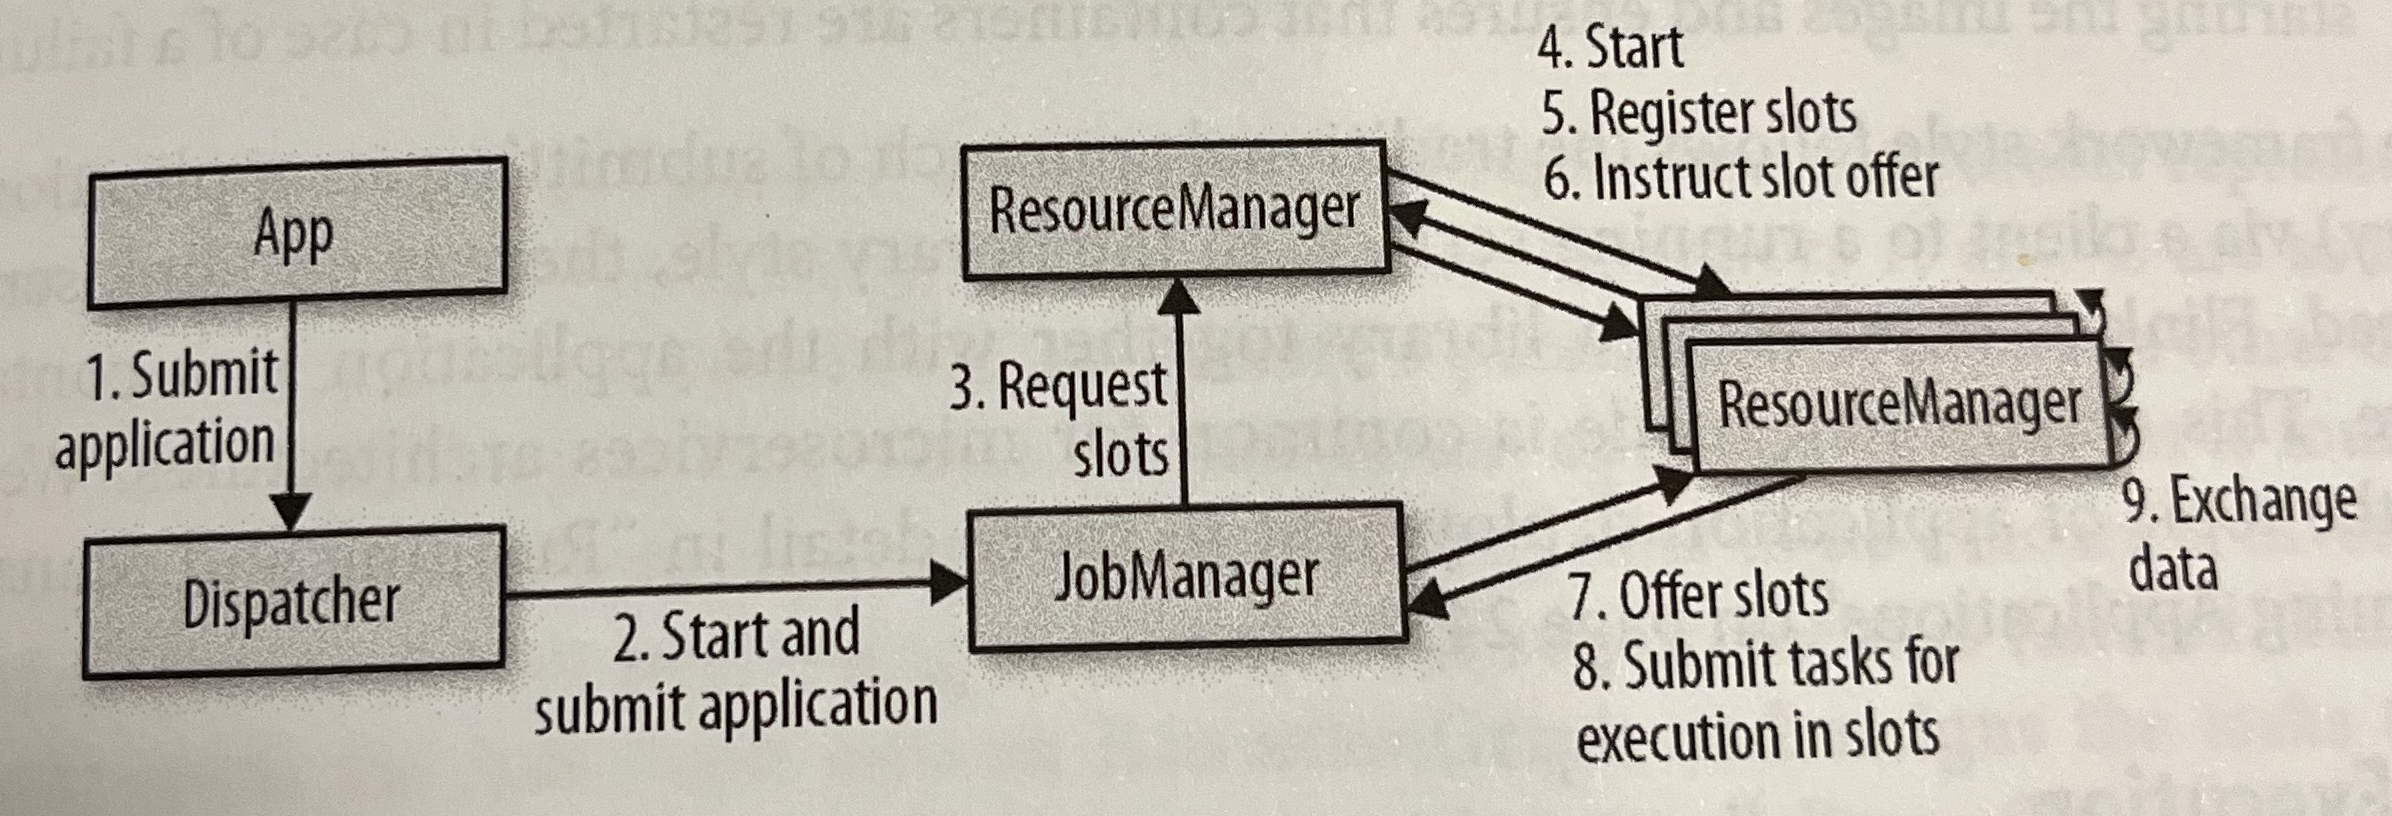 4. Start
5. Register slots
6. Instruct slot offer
App
ResourceManager
1. Submit
application
3. Request
slots
ResourceManager
Dispatcher
JobManager
2. Start and
submit application
7. Offer slots
8. Submit tasks for
execution in slots
9. Exchange
data